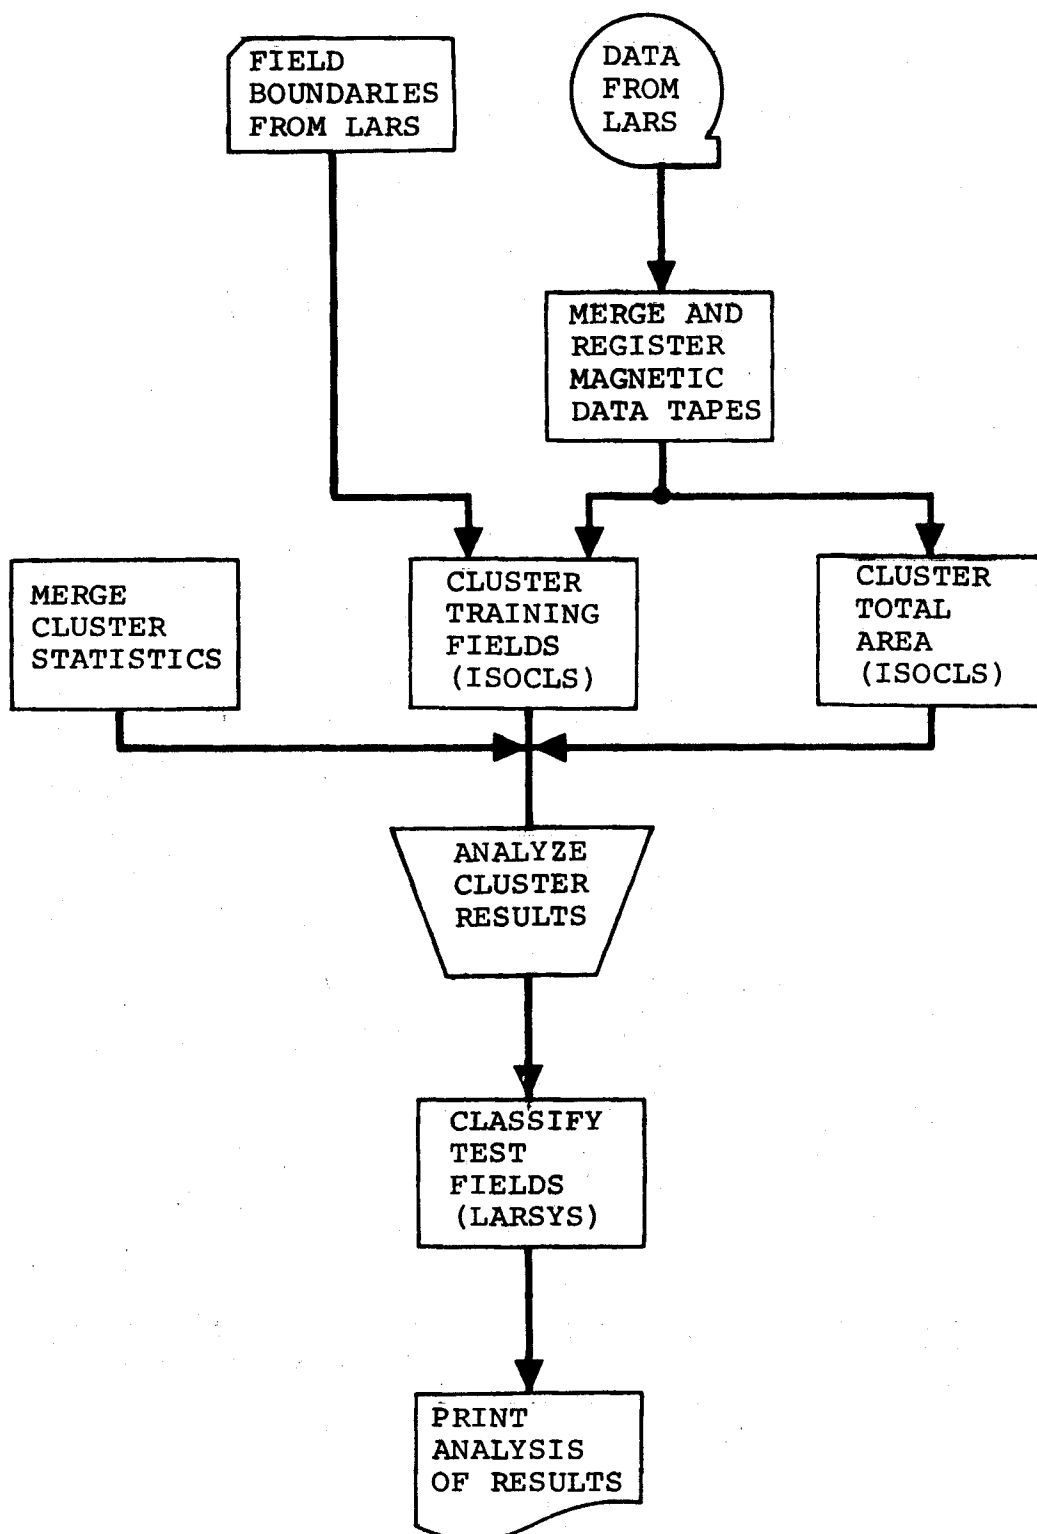 FIELD
BOUNDARIES
FROM LARS
DATA
FROM
LARS
MERGE AND
REGISTER
MAGNETIC
DATA TAPES
MERGE
CLUSTER
STATISTICS
CLUSTER
TRAINING
FIELDS
(ISOCLS)
CLUSTER
TOTAL
AREA
(ISOCLS)
ANALYZE
CLUSTER
RESULTS
CLASSIFY
TEST
FIELDS
(LARSYS)
PRINT
ANALYSIS
OF RESULTS